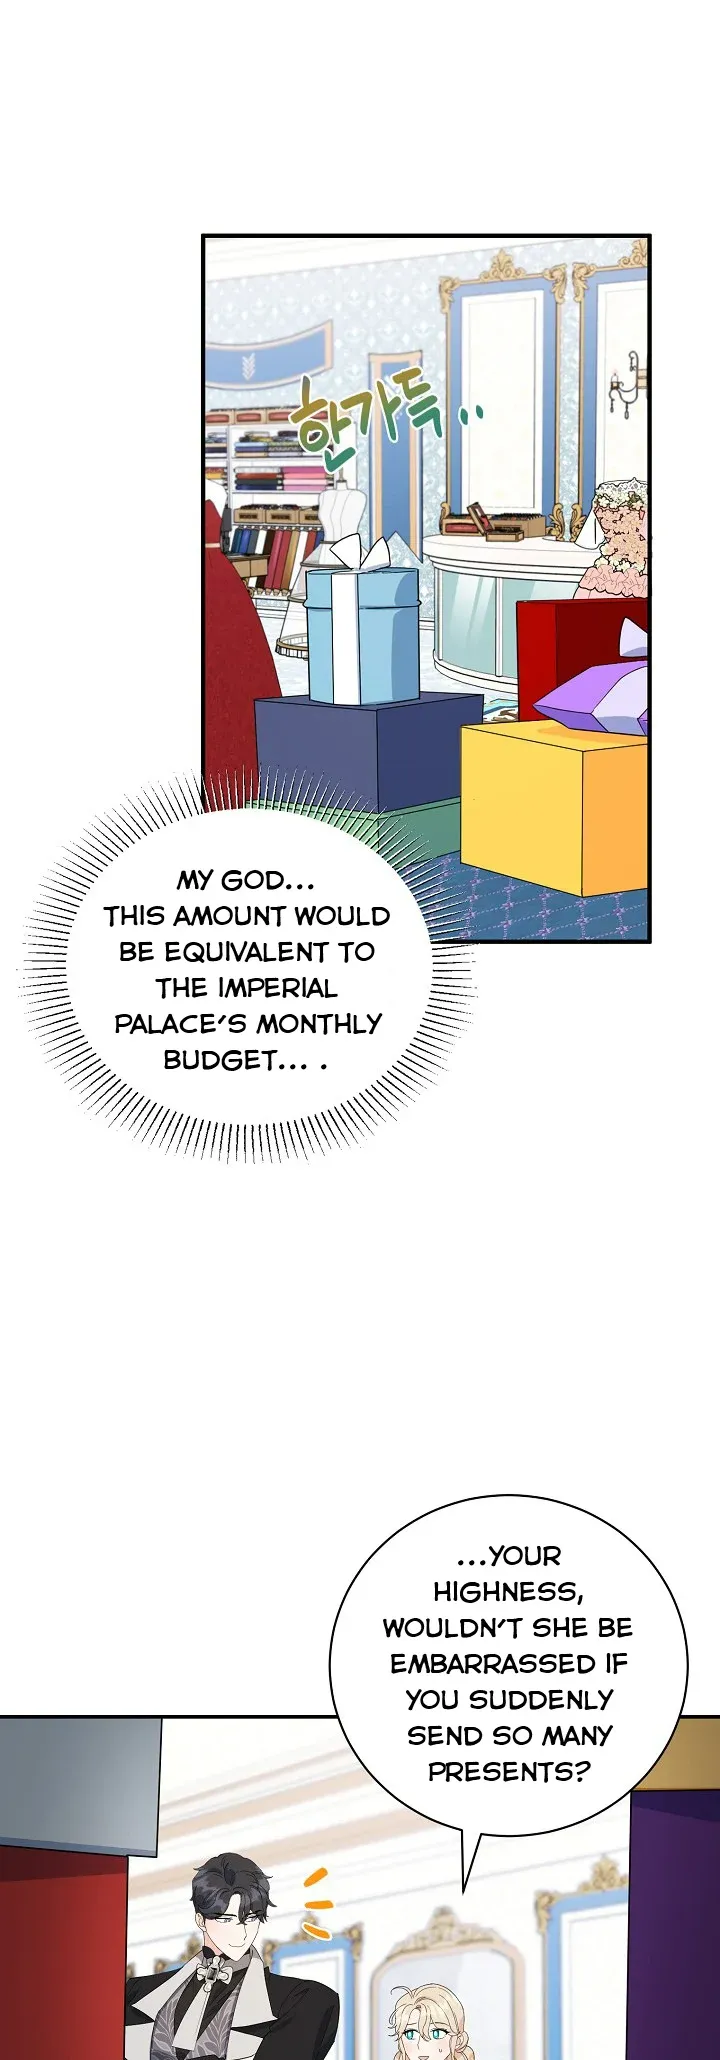 한가득..
MY GOD...
THIS AMOUNT WOULD
BE EQUIVALENT TO
THE IMPERIAL
PALACE'S MONTHLY
BUDGET... .
...YOUR
HIGHNESS,
WOULDN'T SHE BE
EMBARRASSED IF
YOU SUDDENLY
SEND SO MANY
PRESENTS?